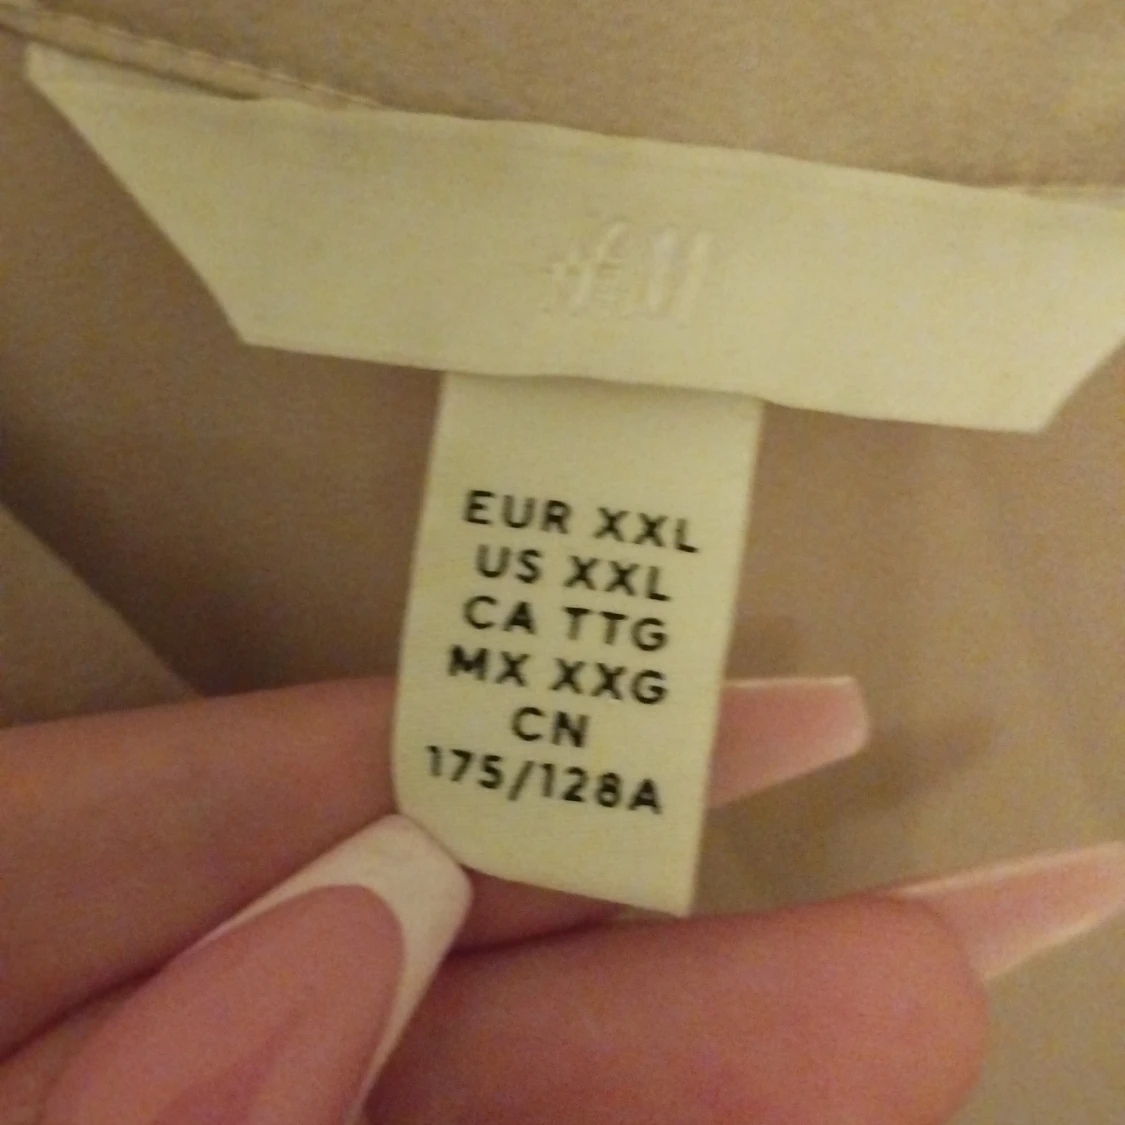 H&M
EUR XXL
US XXL
CA TTG
MX XXG
CN
175/128A